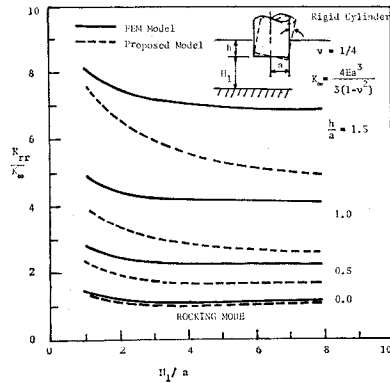 FEM Model
Proposed Model
Rigid Cylinder
h
H₁
a
ν = 1/4
K∞ = 4Ea³
3(1-ν²)
h
a = 1.5
1.0
0.5
0.0
ROCKING MODE
Krr
K∞
10
8
6
4
2
0
0 2 4 6 8 10
H₁/ a